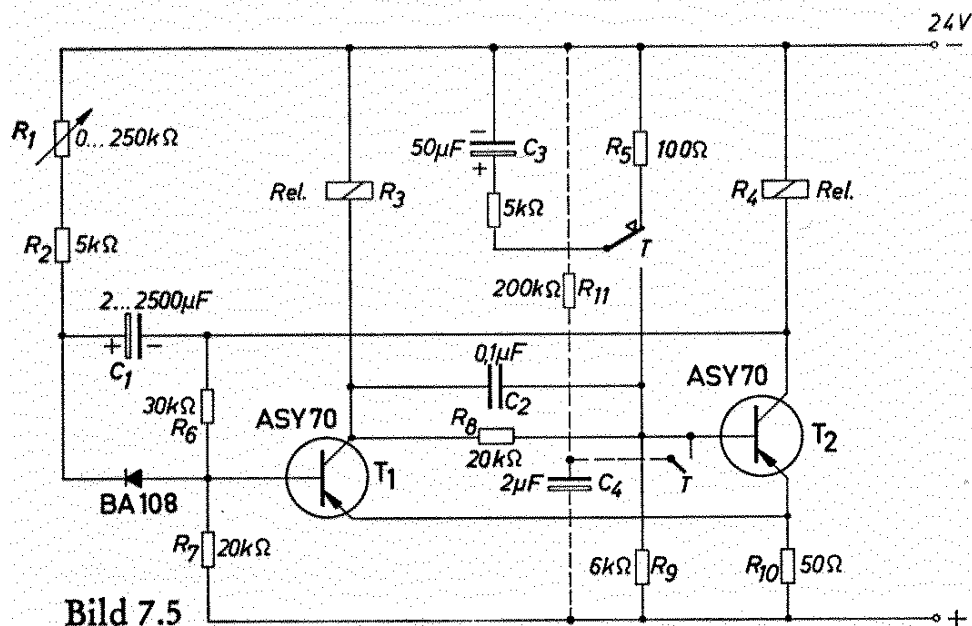 24V
−
R1
0...250kΩ
Rel.
R3
50µF
−
+
C3
5kΩ
R5
100Ω
R4
Rel.
R2
5kΩ
T
2...2500µF
+
−
C1
200kΩ
R11
0,1µF
C2
ASY70
30kΩ
R6
ASY70
R8
20kΩ
T1
T2
BA108
2µF
C4
T
R7
20kΩ
6kΩ
R9
R10
50Ω
Bild 7.5
+